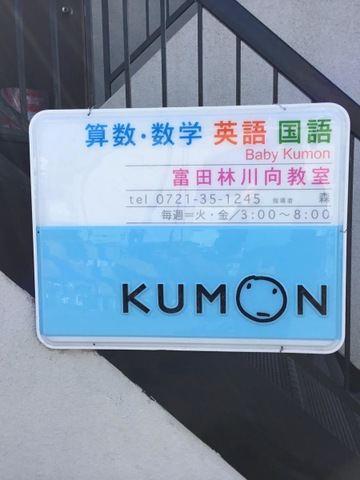 算数・数学 英語 国語
Baby Kumon
富田林川向教室
tel 0721-35-1245 指導者 森
毎週=火・金/3:00〜8:00
KUMON